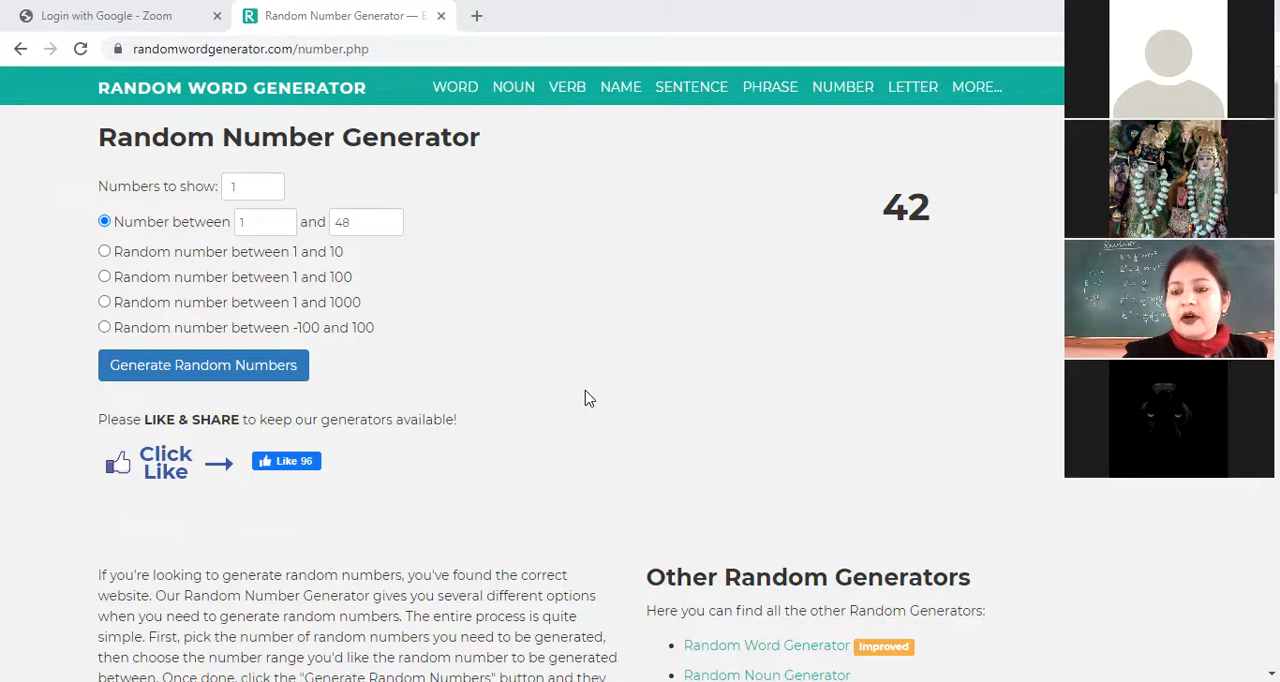 Login with Google - Zoom
Random Number Generator — E
randomwordgenerator.com/number.php
RANDOM WORD GENERATOR
WORD NOUN VERB NAME SENTENCE PHRASE NUMBER LETTER MORE...
Random Number Generator
Numbers to show: 1
42
Number between 1 and 48
Random number between 1 and 10
Random number between 1 and 100
Random number between 1 and 1000
Random number between -100 and 100
Generate Random Numbers
Please LIKE & SHARE to keep our generators available!
Click
Like
Like 96
If you're looking to generate random numbers, you've found the correct
website. Our Random Number Generator gives you several different options
when you need to generate random numbers. The entire process is quite
simple. First, pick the number of random numbers you need to be generated,
then choose the number range you'd like the random number to be generated
between. Once done, click the "Generate Random Numbers" button and they
Other Random Generators
Here you can find all the other Random Generators:
Random Word Generator Improved
Random Noun Generator